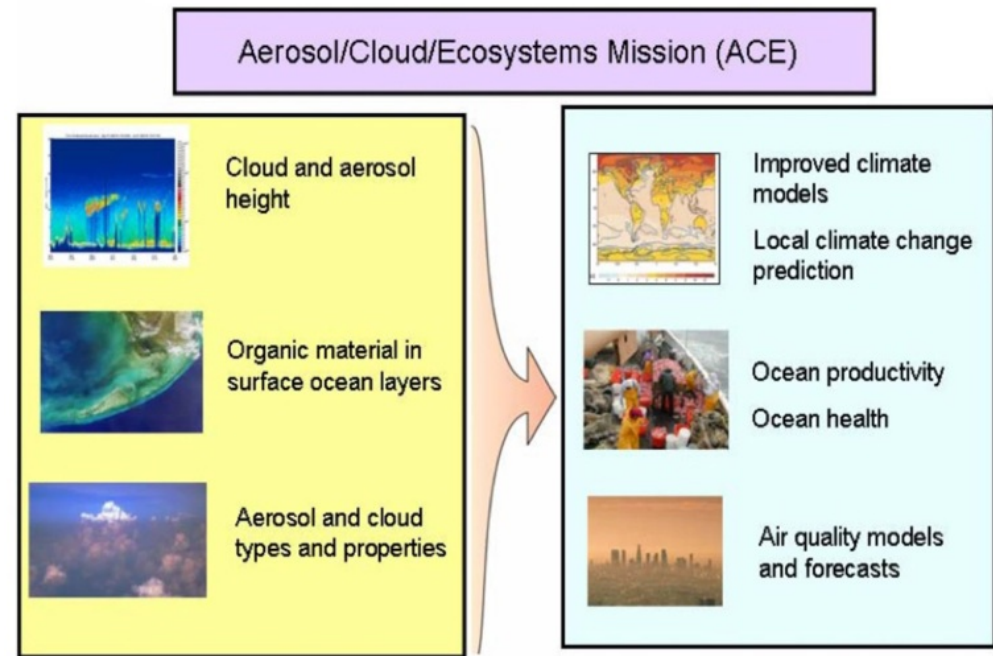 Aerosol/Cloud/Ecosystems Mission (ACE)
Cloud and aerosol
height
Organic material in
surface ocean layers
Aerosol and cloud
types and properties
Improved climate
models
Local climate change
prediction
Ocean productivity
Ocean health
Air quality models
and forecasts